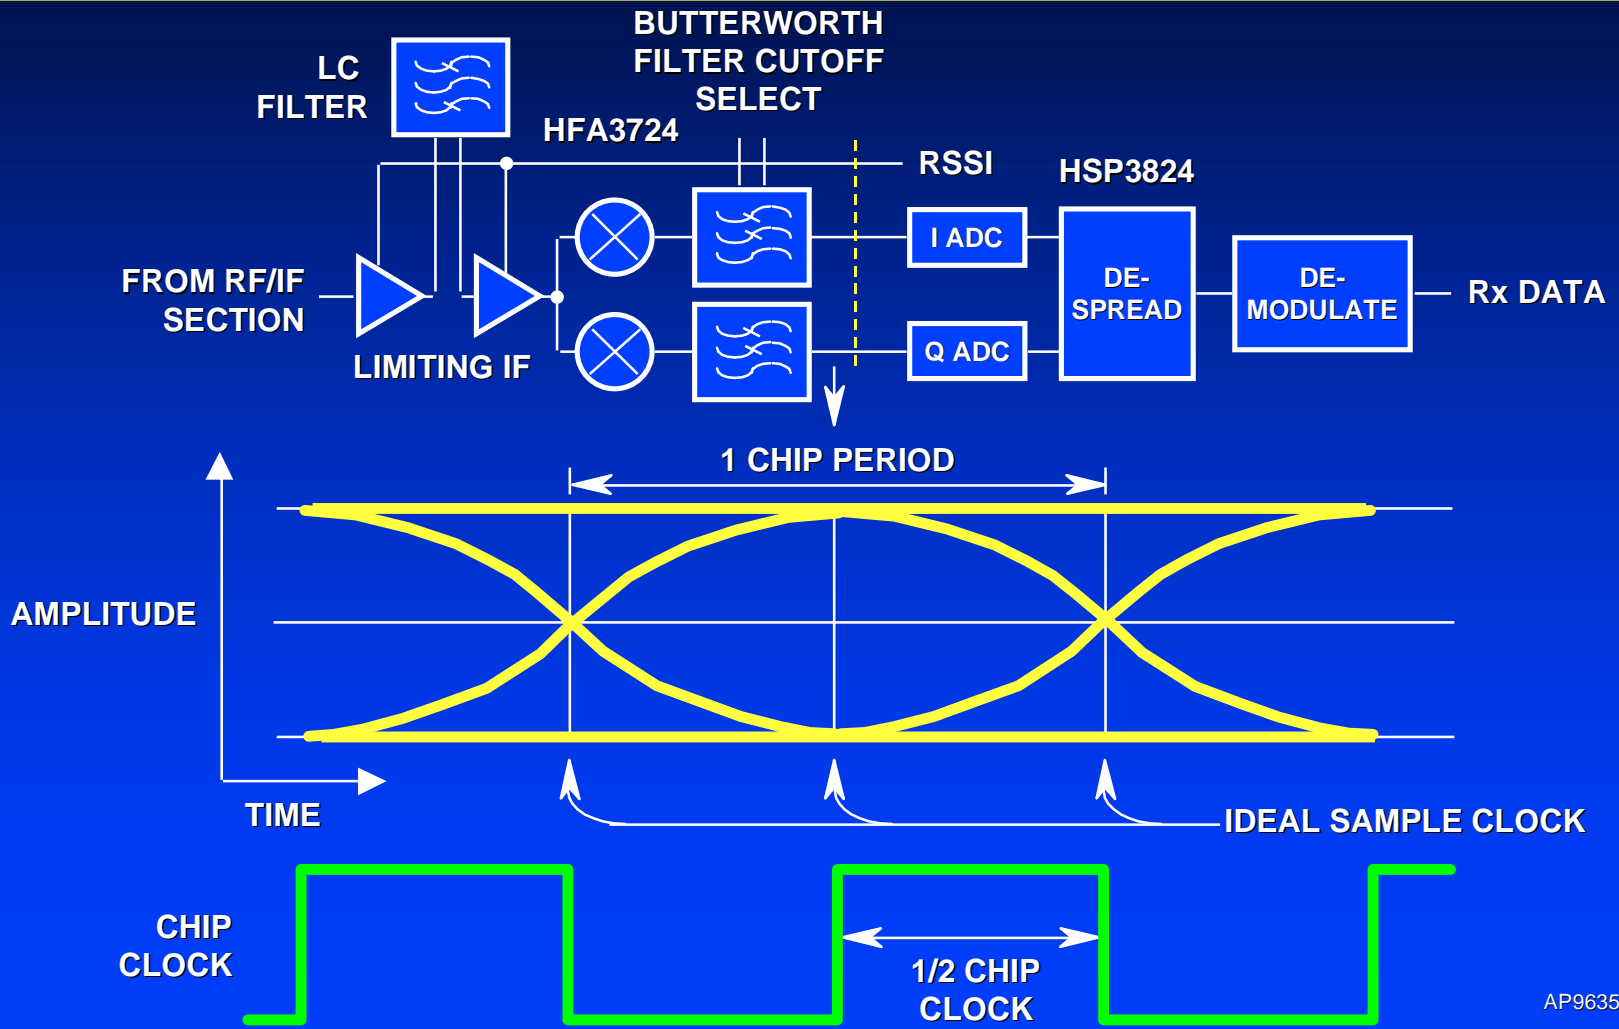 BUTTERWORTH
FILTER CUTOFF
SELECT
LC
FILTER
HFA3724
RSSI
HSP3824
I ADC
FROM RF/IF
SECTION
DE-
SPREAD
DE-
MODULATE
Rx DATA
LIMITING IF
Q ADC
1 CHIP PERIOD
AMPLITUDE
TIME
IDEAL SAMPLE CLOCK
CHIP
CLOCK
1/2 CHIP
CLOCK
AP9635